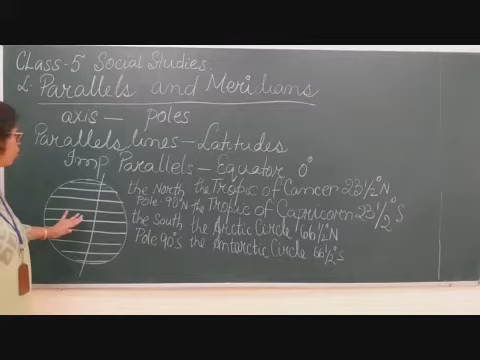 CLass-5 Social Studies.
L. Parallels and Meridians
axis — poles
Parallels lines — Latitudes
Imp Parallels — Equator 0°
the North the Tropic of Cancer 23½°N
Pole 90°N the Tropic of Capricorn 23½°S
the South the Arctic Circle 66½°N
Pole 90°S the Antarctic Circle 66½°S